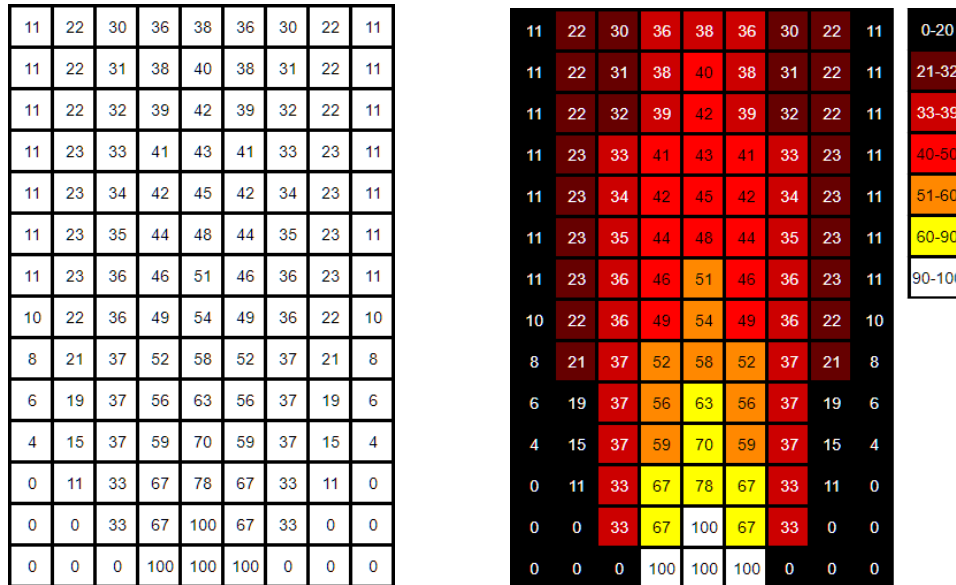 11 22 30 36 38 36 30 22 11
11 22 31 38 40 38 31 22 11
11 22 32 39 42 39 32 22 11
11 23 33 41 43 41 33 23 11
11 23 34 42 45 42 34 23 11
11 23 35 44 48 44 35 23 11
11 23 36 46 51 46 36 23 11
10 22 36 49 54 49 36 22 10
8 21 37 52 58 52 37 21 8
6 19 37 56 63 56 37 19 6
4 15 37 59 70 59 37 15 4
0 11 33 67 78 67 33 11 0
0 0 33 67 100 67 33 0 0
0 0 0 100 100 100 0 0 0
11 22 30 36 38 36 30 22 11
11 22 31 38 40 38 31 22 11
11 22 32 39 42 39 32 22 11
11 23 33 41 43 41 33 23 11
11 23 34 42 45 42 34 23 11
11 23 35 44 48 44 35 23 11
11 23 36 46 51 46 36 23 11
10 22 36 49 54 49 36 22 10
8 21 37 52 58 52 37 21 8
6 19 37 56 63 56 37 19 6
4 15 37 59 70 59 37 15 4
0 11 33 67 78 67 33 11 0
0 0 33 67 100 67 33 0 0
0 0 0 100 100 100 0 0 0
0-20
21-32
33-39
40-50
51-60
60-90
90-100